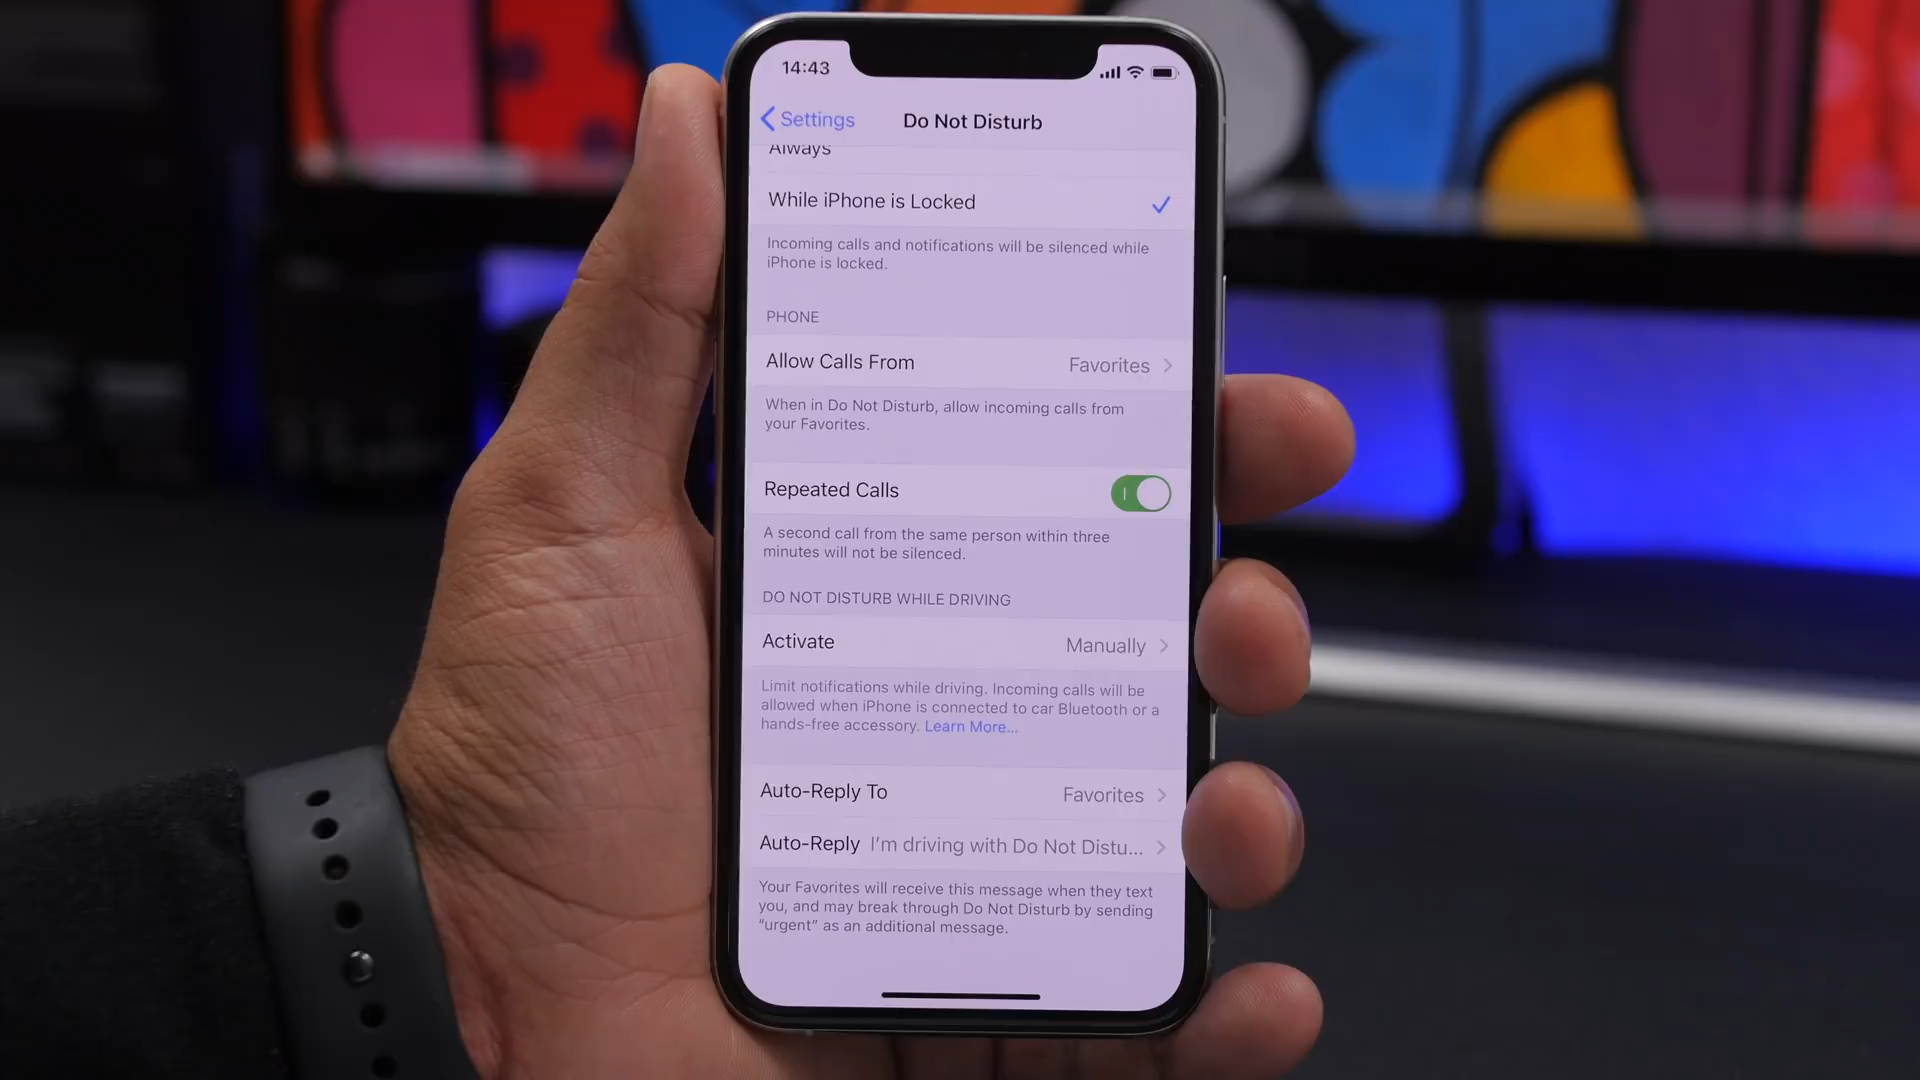 14:43
Settings
Do Not Disturb
Always
While iPhone is Locked
Incoming calls and notifications will be silenced while
iPhone is locked.
PHONE
Allow Calls From Favorites
When in Do Not Disturb, allow incoming calls from
your Favorites.
Repeated Calls
A second call from the same person within three
minutes will not be silenced.
DO NOT DISTURB WHILE DRIVING
Activate Manually
Limit notifications while driving. Incoming calls will be
allowed when iPhone is connected to car Bluetooth or a
hands-free accessory. Learn More...
Auto-Reply To Favorites
Auto-Reply I’m driving with Do Not Distu...
Your Favorites will receive this message when they text
you, and may break through Do Not Disturb by sending
“urgent” as an additional message.